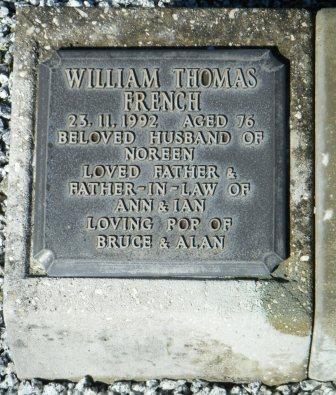 WILLIAM THOMAS
FRENCH
23.11.1992 AGED 76
BELOVED HUSBAND OF
NOREEN
LOVED FATHER &
FATHER-IN-LAW OF
ANN & IAN
LOVING POP OF
BRUCE & ALAN